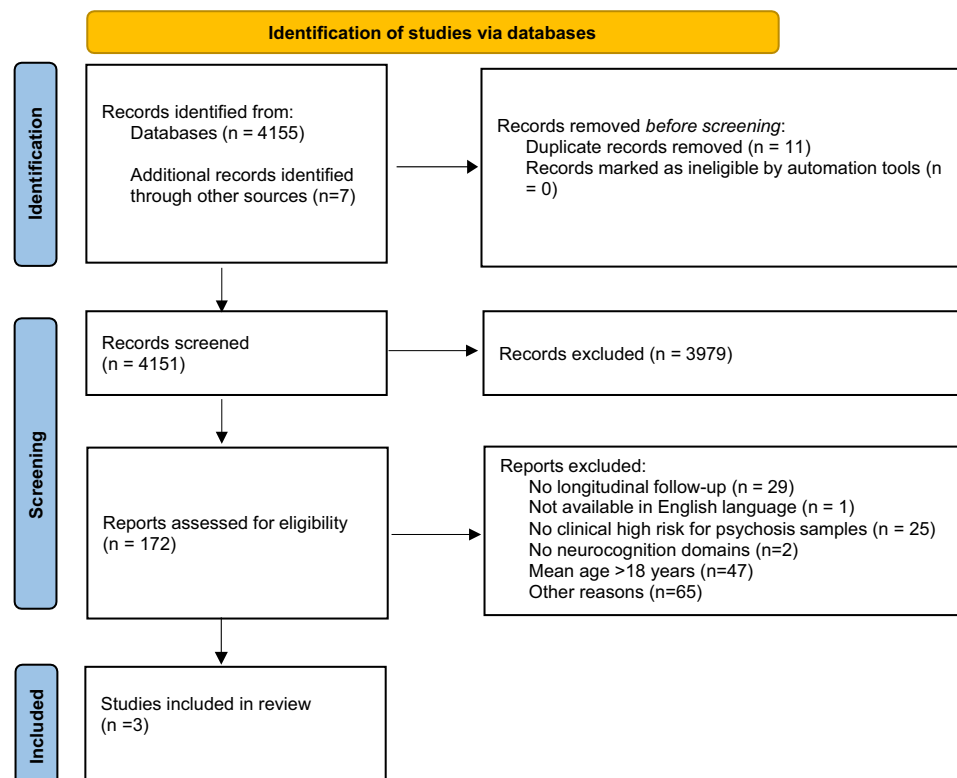 Identification of studies via databases
Identification
Records identified from:
Databases (n = 4155)
Additional records identified
through other sources (n=7)
Records removed before screening:
Duplicate records removed (n = 11)
Records marked as ineligible by automation tools (n
= 0)
Screening
Records screened
(n = 4151)
Records excluded (n = 3979)
Reports assessed for eligibility
(n = 172)
Reports excluded:
No longitudinal follow-up (n = 29)
Not available in English language (n = 1)
No clinical high risk for psychosis samples (n = 25)
No neurocognition domains (n=2)
Mean age >18 years (n=47)
Other reasons (n=65)
Included
Studies included in review
(n =3)